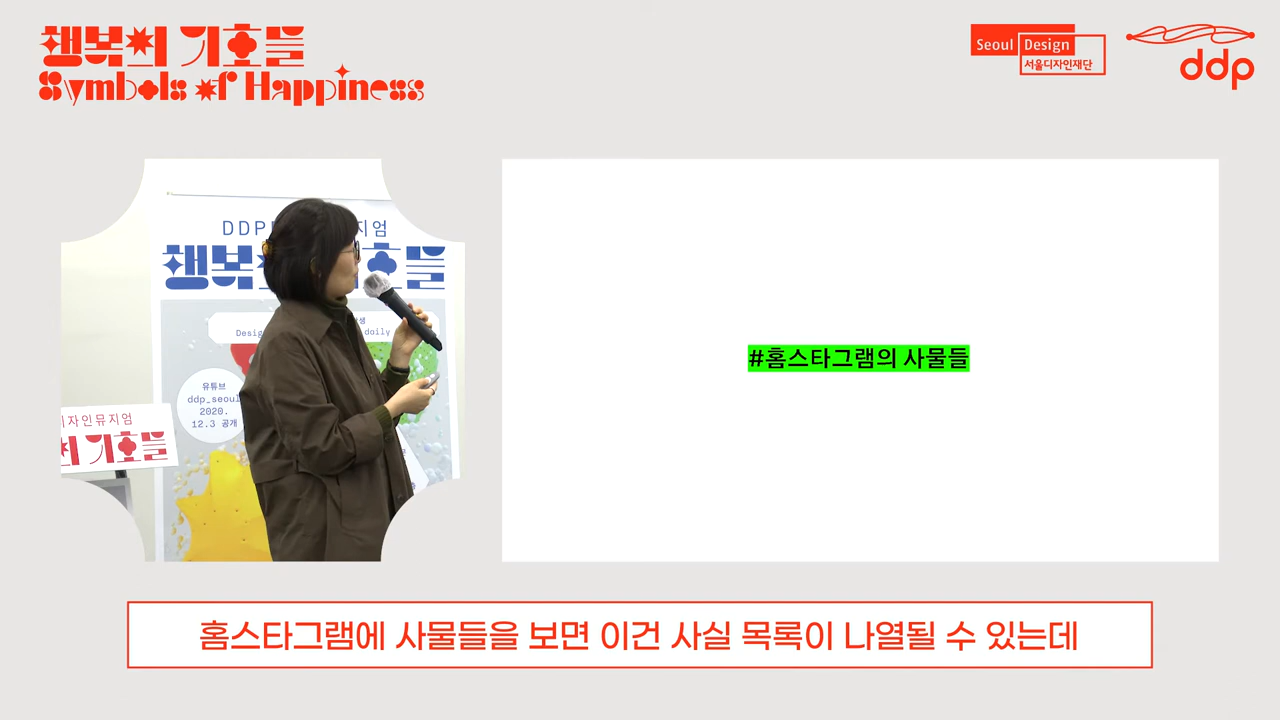 행복의 기호들
Symbols of Happiness
Seoul Design
서울디자인재단
ddp
DDP
지엄
행복 호들
Desig
daily
유튜브
ddp_seoul
2020.
12.3 공개
디자인뮤지엄
기호들
#홈스타그램의 사물들
홈스타그램에 사물들을 보면 이건 사실 목록이 나열될 수 있는데